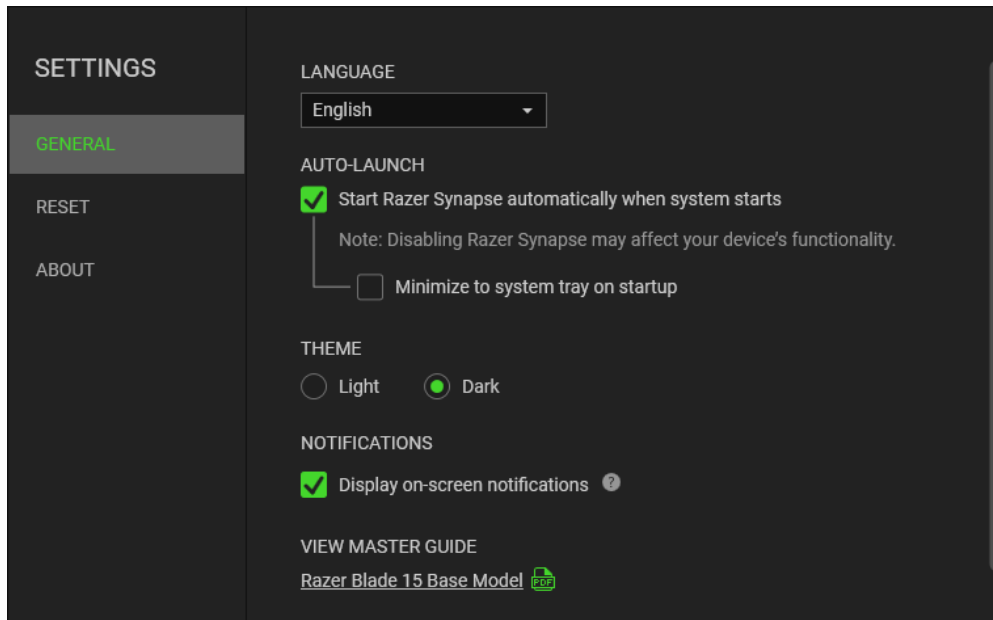 SETTINGS
GENERAL
RESET
ABOUT
LANGUAGE
English
AUTO-LAUNCH
Start Razer Synapse automatically when system starts
Note: Disabling Razer Synapse may affect your device’s functionality.
Minimize to system tray on startup
THEME
Light Dark
NOTIFICATIONS
Display on-screen notifications ?
VIEW MASTER GUIDE
Razer Blade 15 Base Model PDF